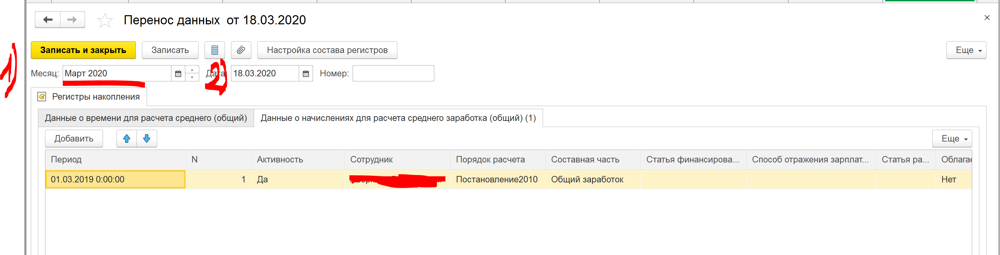 Перенос данных от 18.03.2020
Записать и закрыть Записать Настройка состава регистров Еще
1)
Месяц: Март 2020 2) Дата: 18.03.2020 Номер:
Регистры накопления
Данные о времени для расчета среднего (общий) Данные о начислениях для расчета среднего заработка (общий) (1)
Добавить Еще
Период N Активность Сотрудник Порядок расчета Составная часть Статья финансирова... Способ отражения зарплат... Статья ра... Облагае
01.03.2019 0:00:00 1 Да Постановление2010 Общий заработок Нет